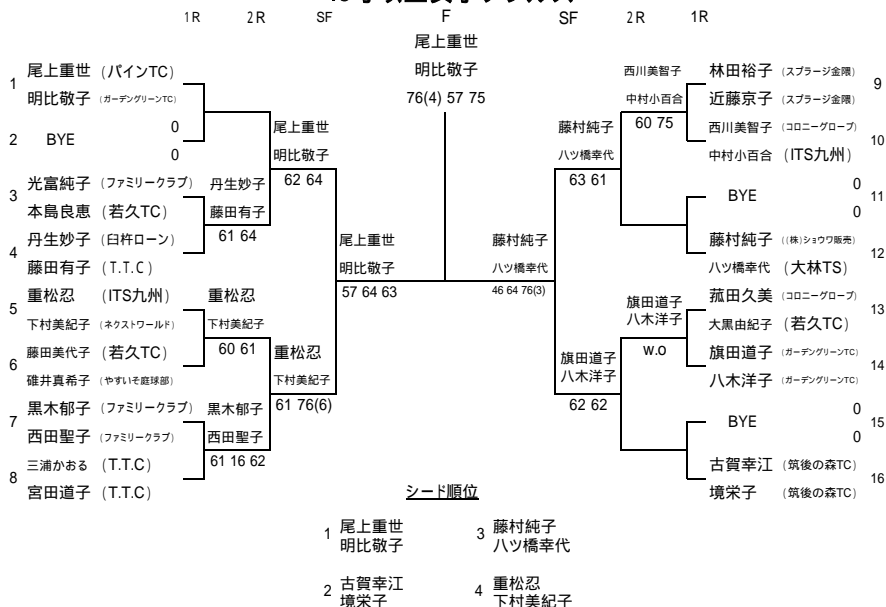 1R 2R SF F SF 2R 1R
尾上重世
明比敬子
76(4) 57 75
1 尾上重世 (パインTC)
明比敬子 (ガーデングリーンTC)
2 BYE 0
0
3 光富純子 (ファミリークラブ)
本島良恵 (若久TC)
4 丹生妙子 (臼杵ローン)
藤田有子 (T.T.C)
5 重松忍 (ITS九州)
下村美紀子 (ネクストワールド)
6 藤田美代子 (若久TC)
碓井真希子 (やすいそ庭球部)
7 黒木郁子 (ファミリークラブ)
西田聖子 (ファミリークラブ)
8 三浦かおる (T.T.C)
宮田道子 (T.T.C)
尾上重世
明比敬子
62 64
丹生妙子
藤田有子
61 64
重松忍
下村美紀子
60 61
黒木郁子
西田聖子
61 16 62
重松忍
下村美紀子
61 76(6)
尾上重世
明比敬子
57 64 63
藤村純子
八ツ橋幸代
46 64 76(3)
藤村純子
八ツ橋幸代
63 61
旗田道子
八木洋子
62 62
西川美智子
中村小百合
60 75
旗田道子
八木洋子
w.o
林田裕子 (スプラージ金隈) 9
近藤京子 (スプラージ金隈)
西川美智子 (コロニーグローブ) 10
中村小百合 (ITS九州)
BYE 0 11
0
藤村純子 ((株)ショウワ販売) 12
八ツ橋幸代 (大林TS)
菰田久美 (コロニーグローブ) 13
大黒由紀子 (若久TC)
旗田道子 (ガーデングリーンTC) 14
八木洋子 (ガーデングリーンTC)
BYE 0 15
0
古賀幸江 (筑後の森TC) 16
境栄子 (筑後の森TC)
シード順位
1 尾上重世
明比敬子
3 藤村純子
八ツ橋幸代
2 古賀幸江
境栄子
4 重松忍
下村美紀子